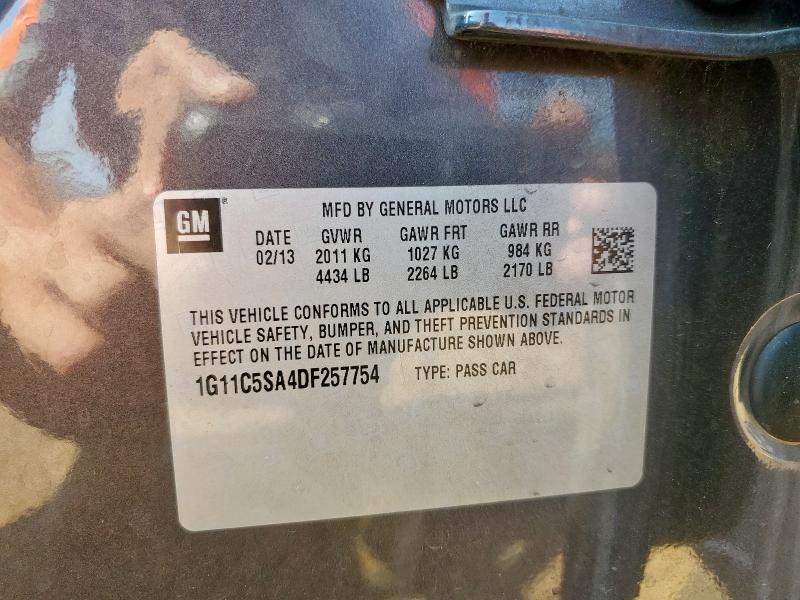 GM
MFD BY GENERAL MOTORS LLC
DATE GVWR GAWR FRT GAWR RR
02/13 2011 KG 1027 KG 984 KG
4434 LB 2264 LB 2170 LB
THIS VEHICLE CONFORMS TO ALL APPLICABLE U.S. FEDERAL MOTOR
VEHICLE SAFETY, BUMPER, AND THEFT PREVENTION STANDARDS IN
EFFECT ON THE DATE OF MANUFACTURE SHOWN ABOVE.
1G11C5SA4DF257754 TYPE: PASS CAR